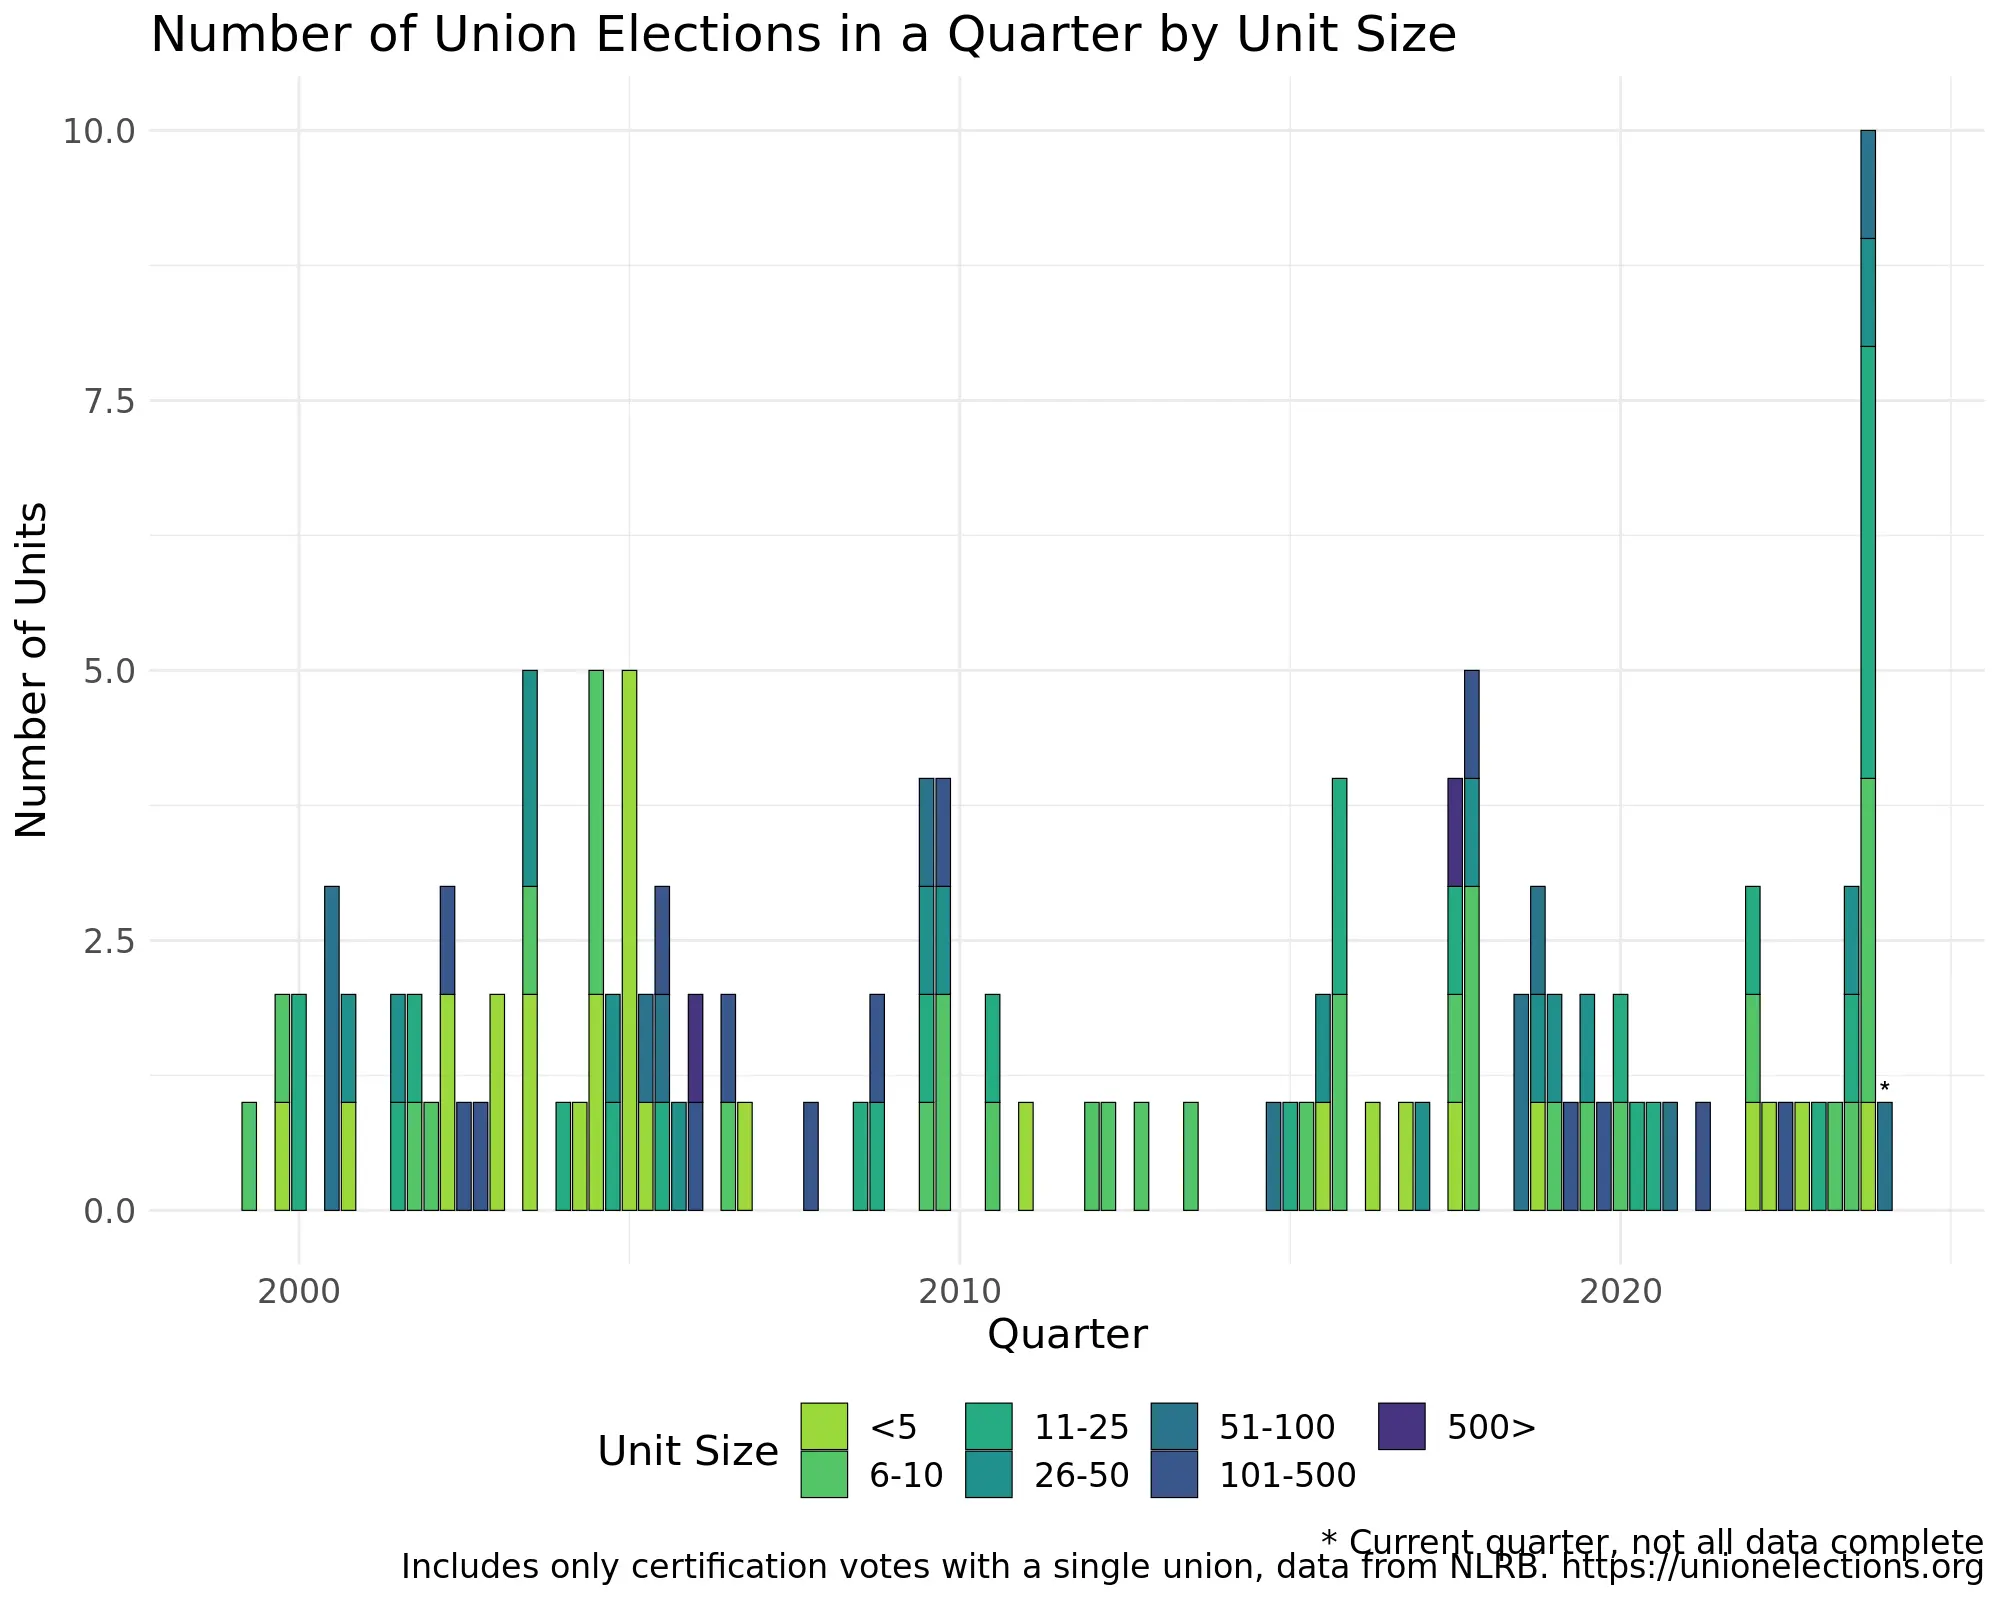 Number of Union Elections in a Quarter by Unit Size
10.0
7.5
5.0
2.5
0.0
Number of Units
*
2000 2010 2020
Quarter
Unit Size
<5 11-25 51-100 500>
6-10 26-50 101-500
* Current quarter, not all data complete
Includes only certification votes with a single union, data from NLRB. https://unionelections.org